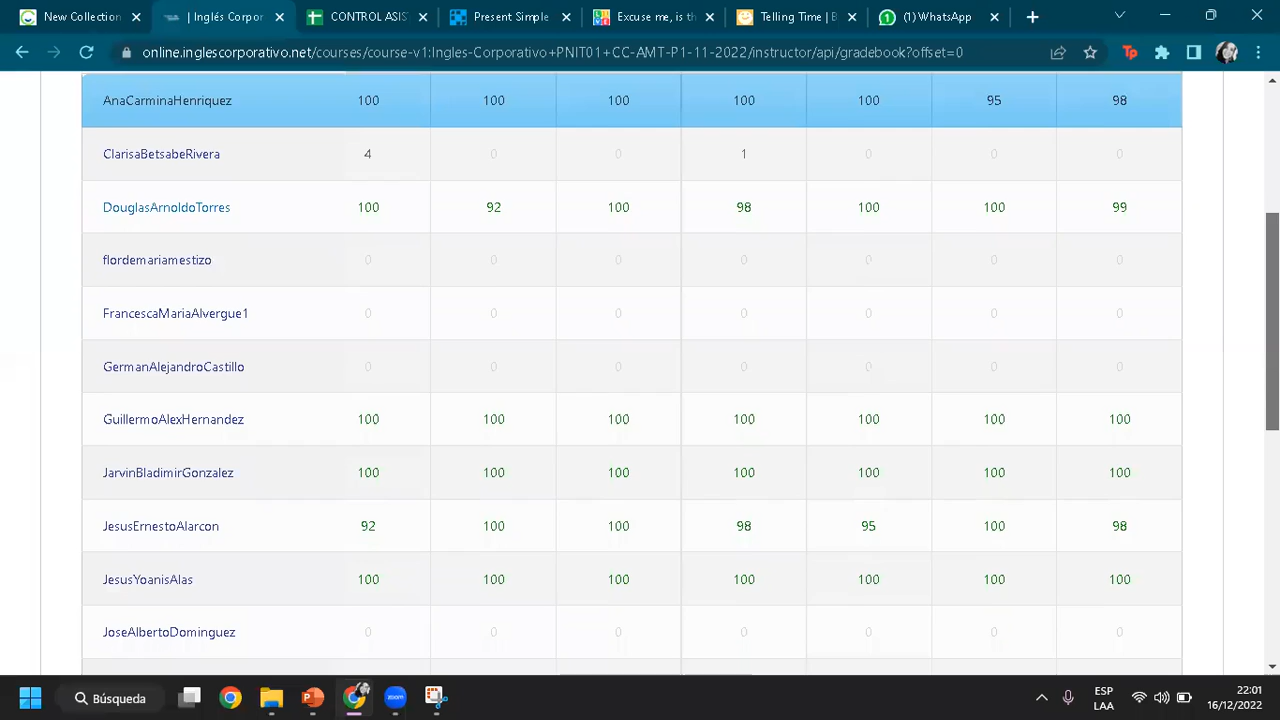 New Collection
| Inglés Corpor
CONTROL ASIS
Present Simple
Excuse me, is th
Telling Time | B
(1) WhatsApp
online.inglescorporativo.net/courses/course-v1:Ingles-Corporativo+PNIT01+CC-AMT-P1-11-2022/instructor/api/gradebook?offset=0
AnaCarminaHenriquez 100 100 100 100 100 95 98
ClarisaBetsabeRivera 4 0 0 1 0 0 0
DouglasArnoldoTorres 100 92 100 98 100 100 99
flordemariamestizo 0 0 0 0 0 0 0
FrancescaMariaAlvergue1 0 0 0 0 0 0 0
GermanAlejandroCastillo 0 0 0 0 0 0 0
GuillermoAlexHernandez 100 100 100 100 100 100 100
JarvinBladimirGonzalez 100 100 100 100 100 100 100
JesusErnestoAlarcon 92 100 100 98 95 100 98
JesusYoanisAlas 100 100 100 100 100 100 100
JoseAlbertoDominguez 0 0 0 0 0 0 0
Búsqueda
zoom
ESP
LAA
22:01
16/12/2022